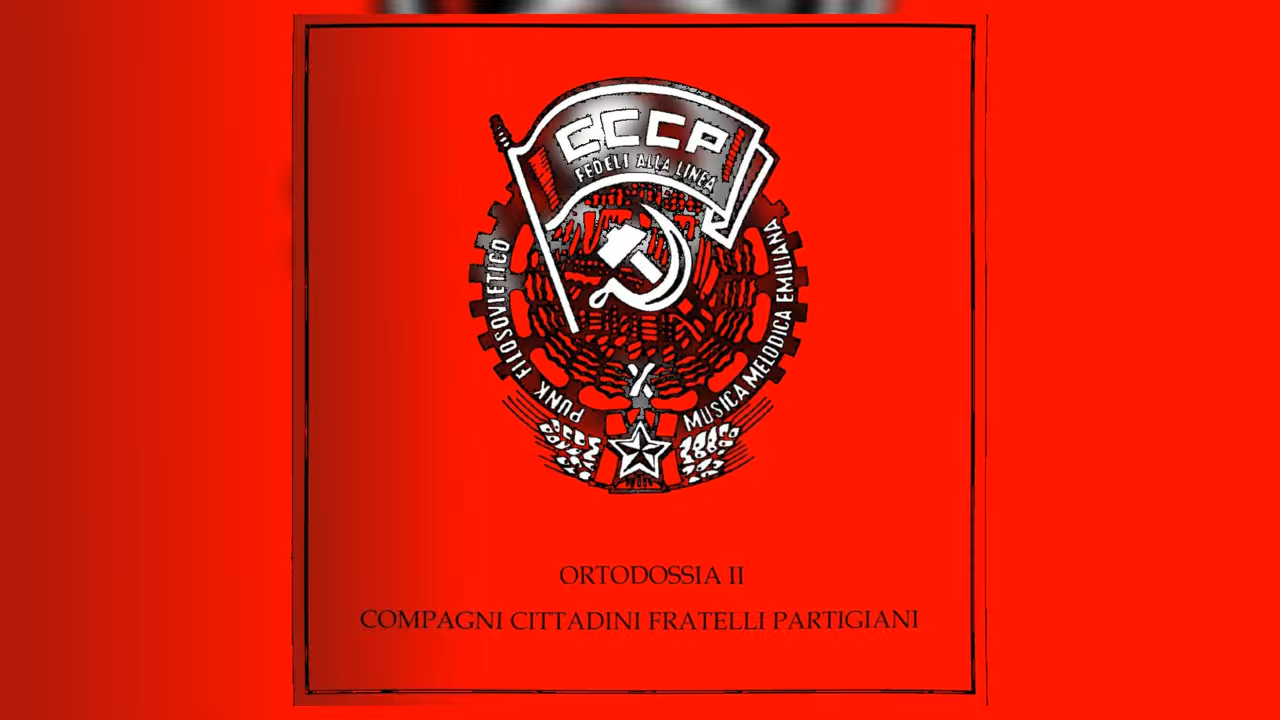 CCCP
FEDELI ALLA LINEA
PUNK FILOSOVIETICO
MUSICA MELODICA EMILIANA
ORTODOSSIA II
COMPAGNI CITTADINI FRATELLI PARTIGIANI